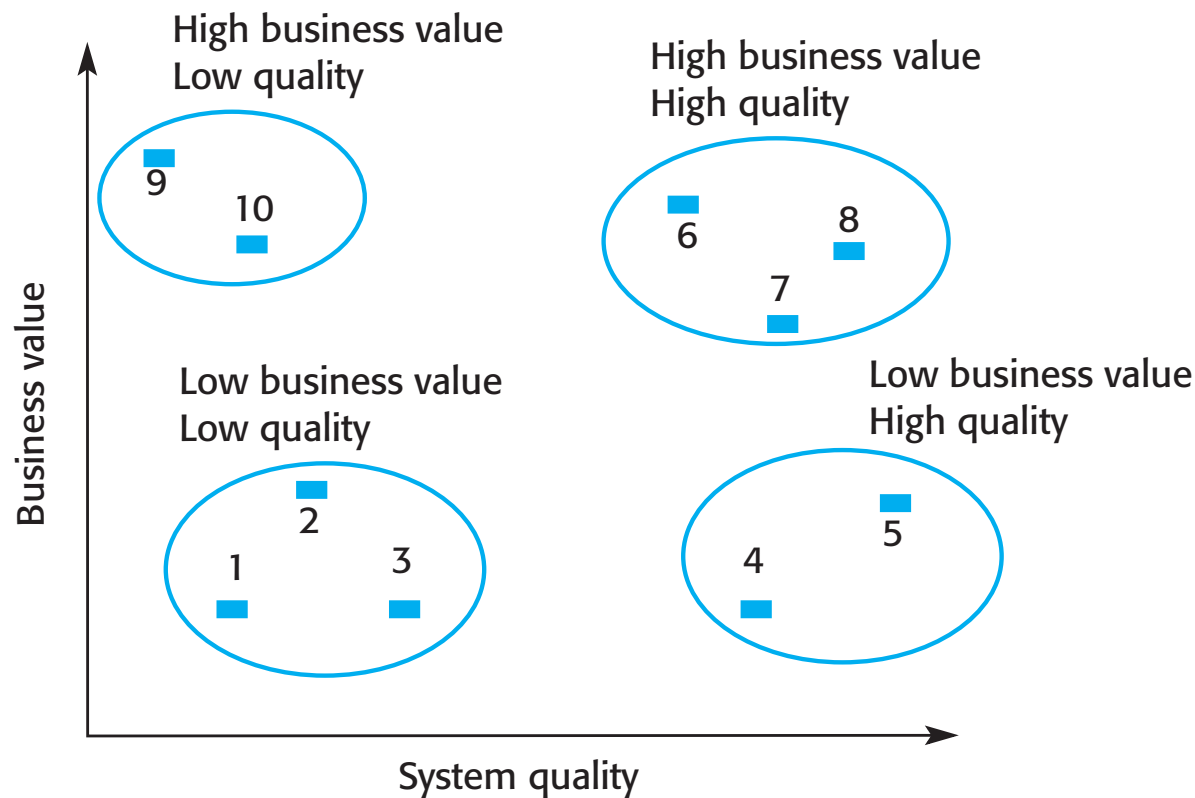 High business value
Low quality
High business value
High quality
9
10
6
8
7
Business value
Low business value
Low quality
Low business value
High quality
2
5
1
3
4
System quality